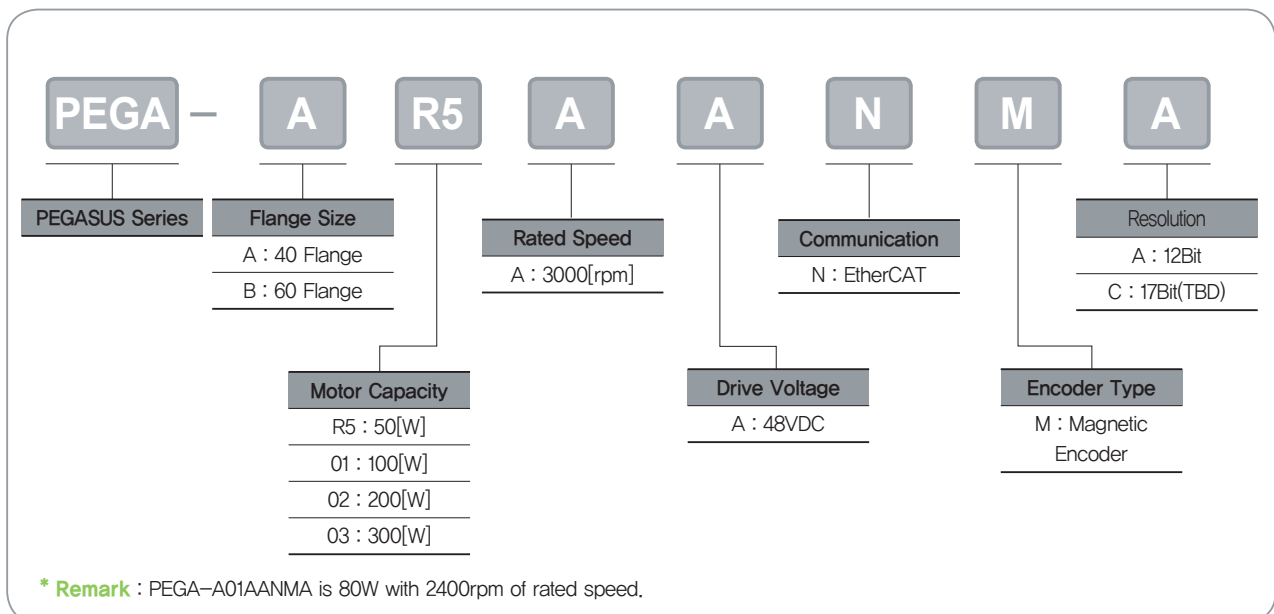 PEGA - A R5 A A N M A
PEGASUS Series
Flange Size
A : 40 Flange
B : 60 Flange
Motor Capacity
R5 : 50[W]
01 : 100[W]
02 : 200[W]
03 : 300[W]
Rated Speed
A : 3000[rpm]
Drive Voltage
A : 48VDC
Communication
N : EtherCAT
Encoder Type
M : Magnetic
Encoder
Resolution
A : 12Bit
C : 17Bit(TBD)
* Remark : PEGA-A01AANMA is 80W with 2400rpm of rated speed.